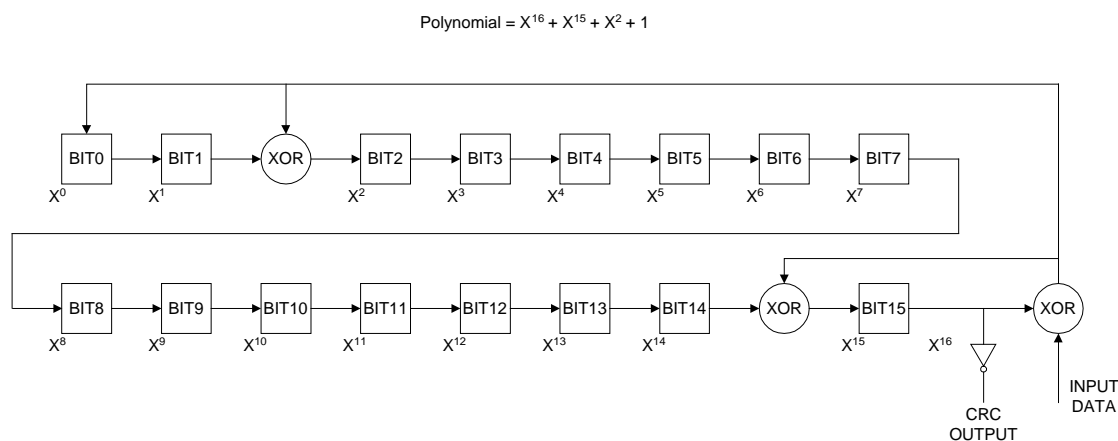 Polynomial = X¹⁶ + X¹⁵ + X² + 1
BIT0 BIT1 XOR BIT2 BIT3 BIT4 BIT5 BIT6 BIT7
X⁰ X¹ X² X³ X⁴ X⁵ X⁶ X⁷
BIT8 BIT9 BIT10 BIT11 BIT12 BIT13 BIT14 XOR BIT15 XOR
X⁸ X⁹ X¹⁰ X¹¹ X¹² X¹³ X¹⁴ X¹⁵ X¹⁶
INPUT
DATA
CRC
OUTPUT